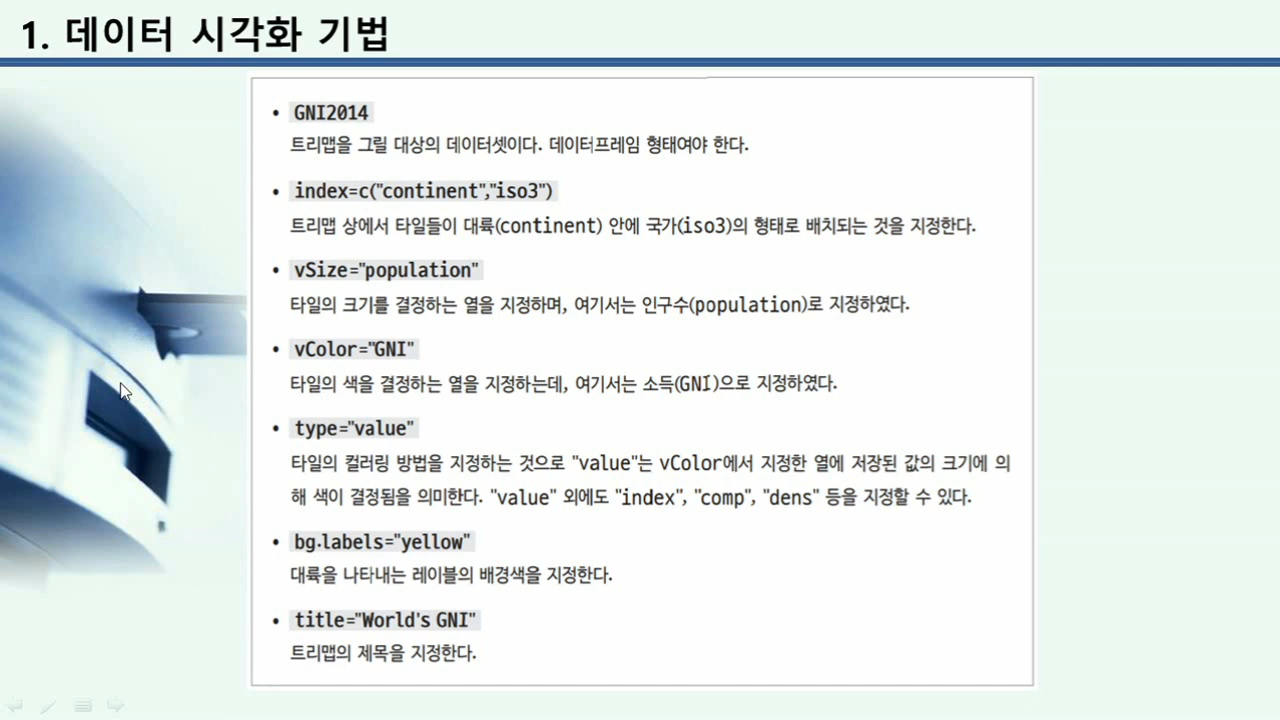 1. 데이터 시각화 기법
• GNI2014
트리맵을 그릴 대상의 데이터셋이다. 데이터프레임 형태여야 한다.
• index=c("continent","iso3")
트리맵 상에서 타일들이 대륙(continent) 안에 국가(iso3)의 형태로 배치되는 것을 지정한다.
• vSize="population"
타일의 크기를 결정하는 열을 지정하며, 여기서는 인구수(population)로 지정하였다.
• vColor="GNI"
타일의 색을 결정하는 열을 지정하는데, 여기서는 소득(GNI)으로 지정하였다.
• type="value"
타일의 컬러링 방법을 지정하는 것으로 "value"는 vColor에서 지정한 열에 저장된 값의 크기에 의
해 색이 결정됨을 의미한다. "value" 외에도 "index", "comp", "dens" 등을 지정할 수 있다.
• bg.labels="yellow"
대륙을 나타내는 레이블의 배경색을 지정한다.
• title="World's GNI"
트리맵의 제목을 지정한다.